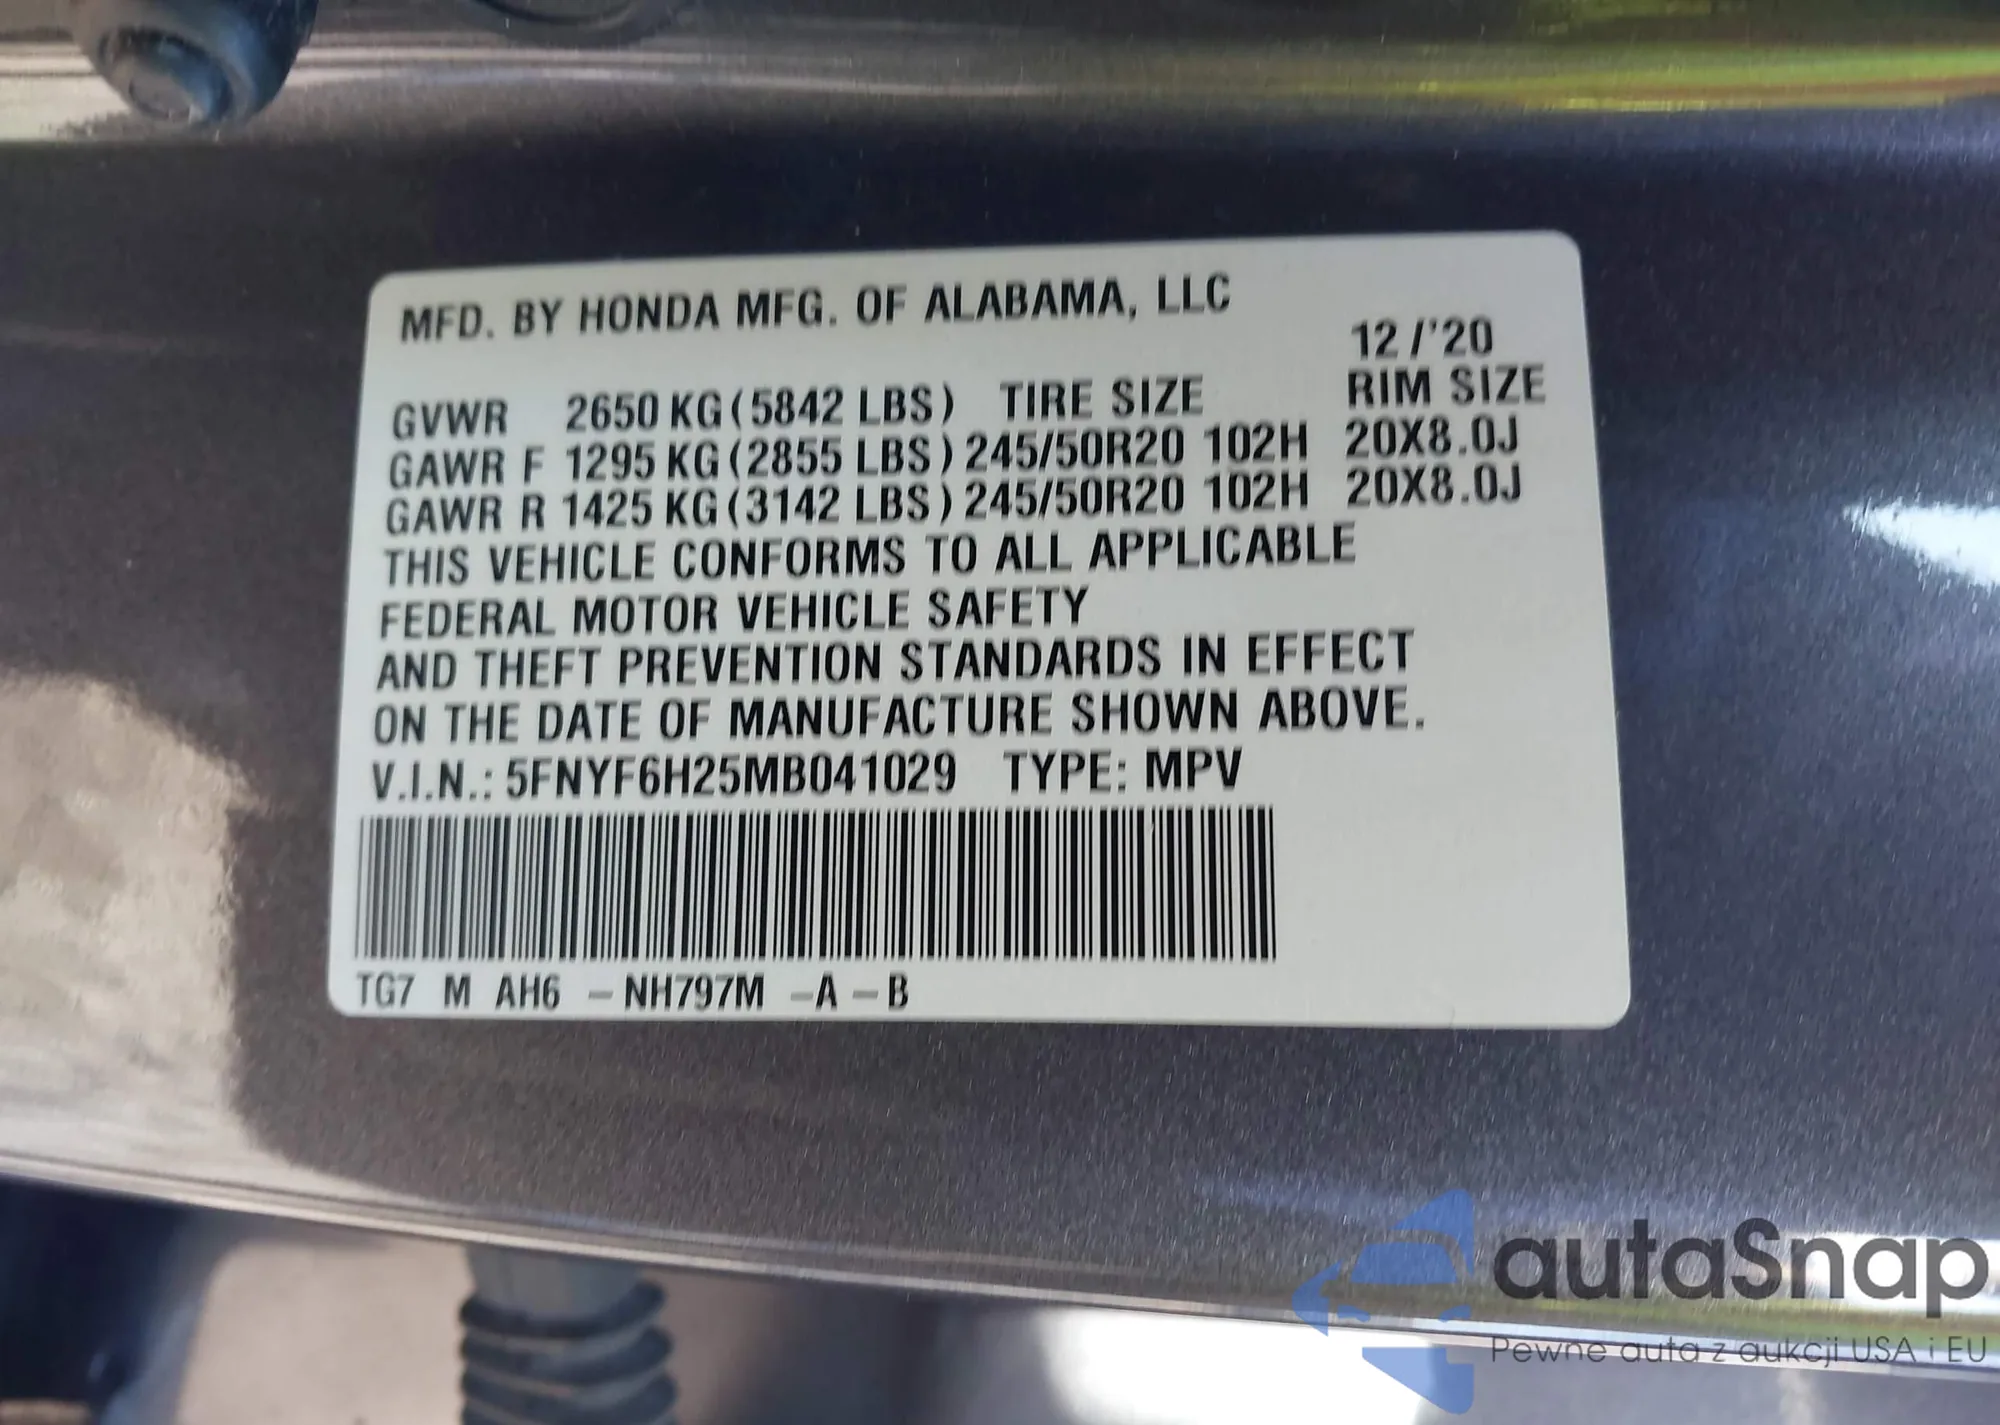 MFD. BY HONDA MFG. OF ALABAMA, LLC
12/'20
GVWR 2650 KG (5842 LBS) TIRE SIZE RIM SIZE
GAWR F 1295 KG (2855 LBS) 245/50R20 102H 20X8.0J
GAWR R 1425 KG (3142 LBS) 245/50R20 102H 20X8.0J
THIS VEHICLE CONFORMS TO ALL APPLICABLE
FEDERAL MOTOR VEHICLE SAFETY
AND THEFT PREVENTION STANDARDS IN EFFECT
ON THE DATE OF MANUFACTURE SHOWN ABOVE.
V.I.N.: 5FNYF6H25MB041029 TYPE: MPV
TG7 M AH6 – NH797M – A – B
autaSnap
Pewne auta z aukcji USA i EU